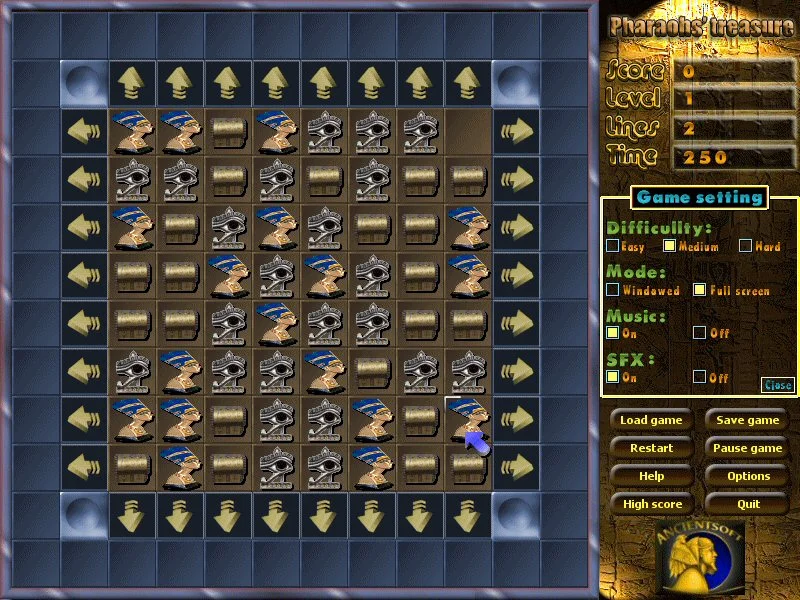 Pharaohs' treasure
Score 0
Level 1
Lines 2
Time 250
Game setting
Difficullty:
Easy Medium Hard
Mode:
Windowed Full screen
Music:
On Off
SFX:
On Off
Close
Load game Save game
Restart Pause game
Help Options
High score Quit
ANCIENTSOFT